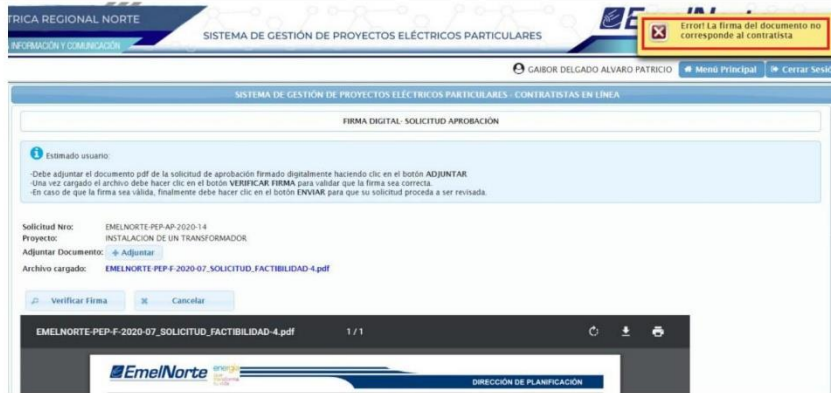 TRICA REGIONAL NORTE
INFORMACIÓN Y COMUNICACIÓN
SISTEMA DE GESTIÓN DE PROYECTOS ELÉCTRICOS PARTICULARES
Error! La firma del documento no
corresponde al contratista
GAIBOR DELGADO ALVARO PATRICIO
Menú Principal
Cerrar Sesió
SISTEMA DE GESTIÓN DE PROYECTOS ELÉCTRICOS PARTICULARES - CONTRATISTAS EN LÍNEA
FIRMA DIGITAL- SOLICITUD APROBACIÓN
Estimado usuario:
-Debe adjuntar el documento pdf de la solicitud de aprobación firmado digitalmente haciendo clic en el botón ADJUNTAR
-Una vez cargado el archivo debe hacer clic en el botón VERIFICAR FIRMA para validar que la firma sea correcta.
-En caso de que la firma sea válida, finalmente debe hacer clic en el botón ENVIAR para que su solicitud proceda a ser revisada.
Solicitud Nro: EMELNORTE-PEP-AP-2020-14
Proyecto: INSTALACION DE UN TRANSFORMADOR
Adjuntar Documento: + Adjuntar
Archivo cargado: EMELNORTE-PEP-F-2020-07_SOLICITUD_FACTIBILIDAD-4.pdf
Verificar Firma
Cancelar
EMELNORTE-PEP-F-2020-07_SOLICITUD_FACTIBILIDAD-4.pdf 1 / 1
EmelNorte
energía
DIRECCIÓN DE PLANIFICACIÓN